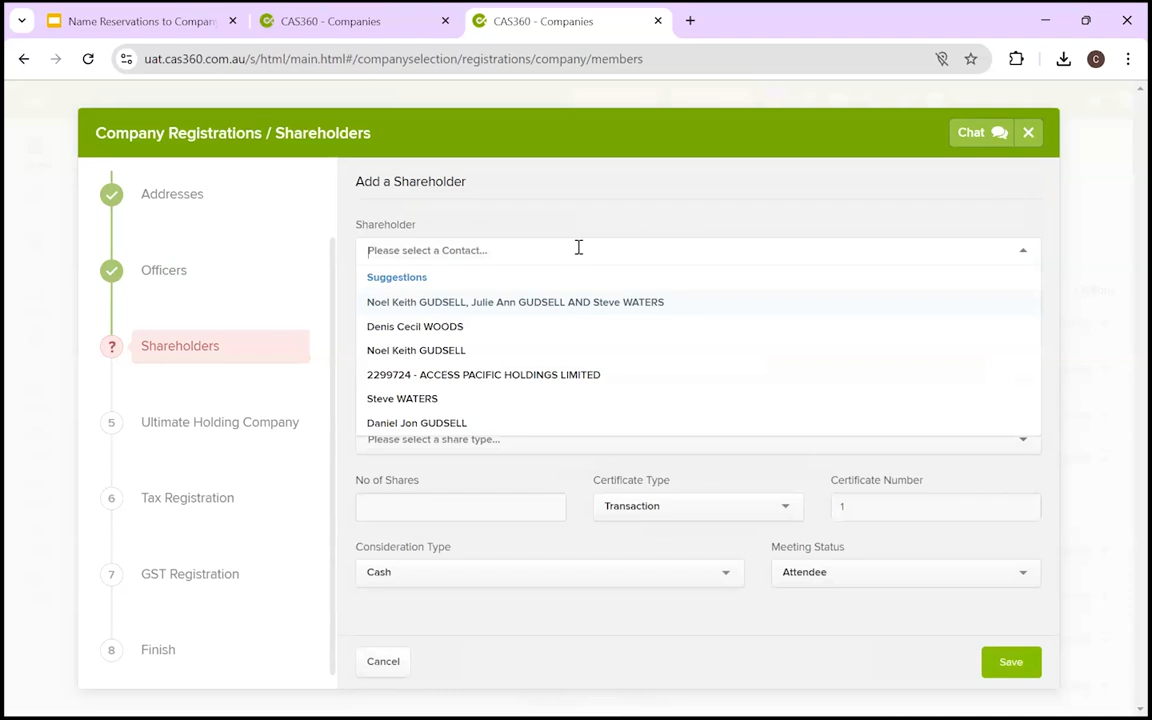 Name Reservations to Compan
CAS360 - Companies
CAS360 - Companies
uat.cas360.com.au/s/html/main.html#/companyselection/registrations/company/members
C
Company Registrations / Shareholders
Chat
Addresses
Officers
? Shareholders
5 Ultimate Holding Company
6 Tax Registration
7 GST Registration
8 Finish
Add a Shareholder
Shareholder
Please select a Contact...
Suggestions
Noel Keith GUDSELL, Julie Ann GUDSELL AND Steve WATERS
Denis Cecil WOODS
Noel Keith GUDSELL
2299724 - ACCESS PACIFIC HOLDINGS LIMITED
Steve WATERS
Daniel Jon GUDSELL
Please select a share type...
No of Shares Certificate Type Certificate Number
Transaction 1
Consideration Type Meeting Status
Cash Attendee
Cancel Save